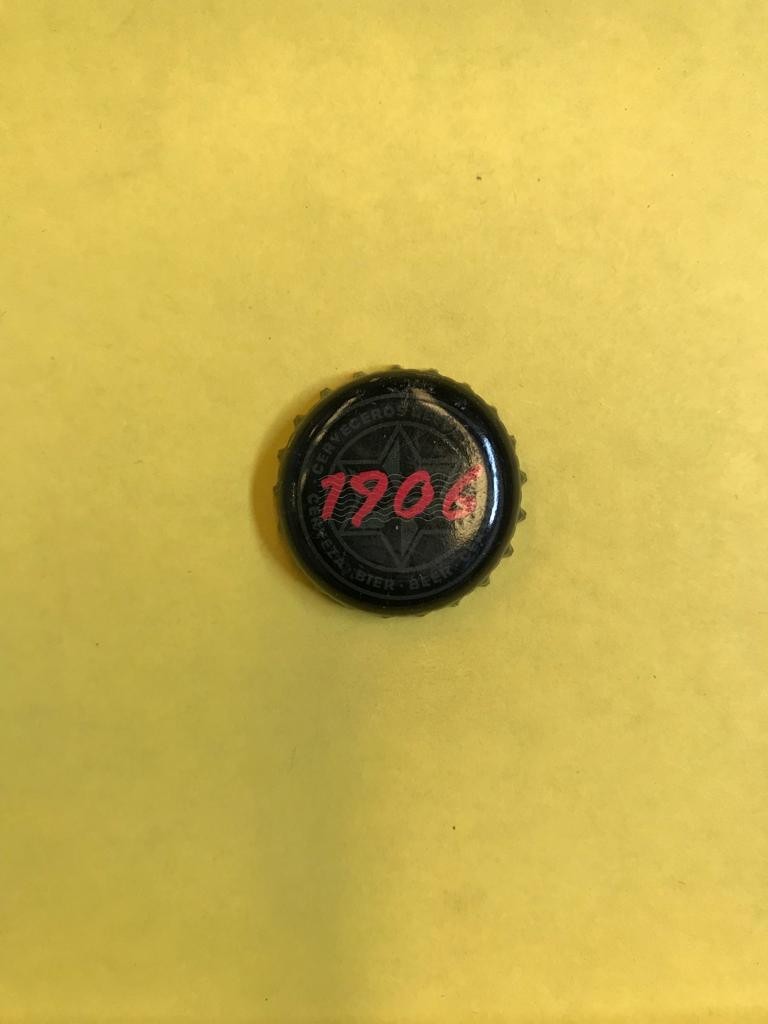 CERVECEROS
1906
CERVEZA · BIER · BEER ·